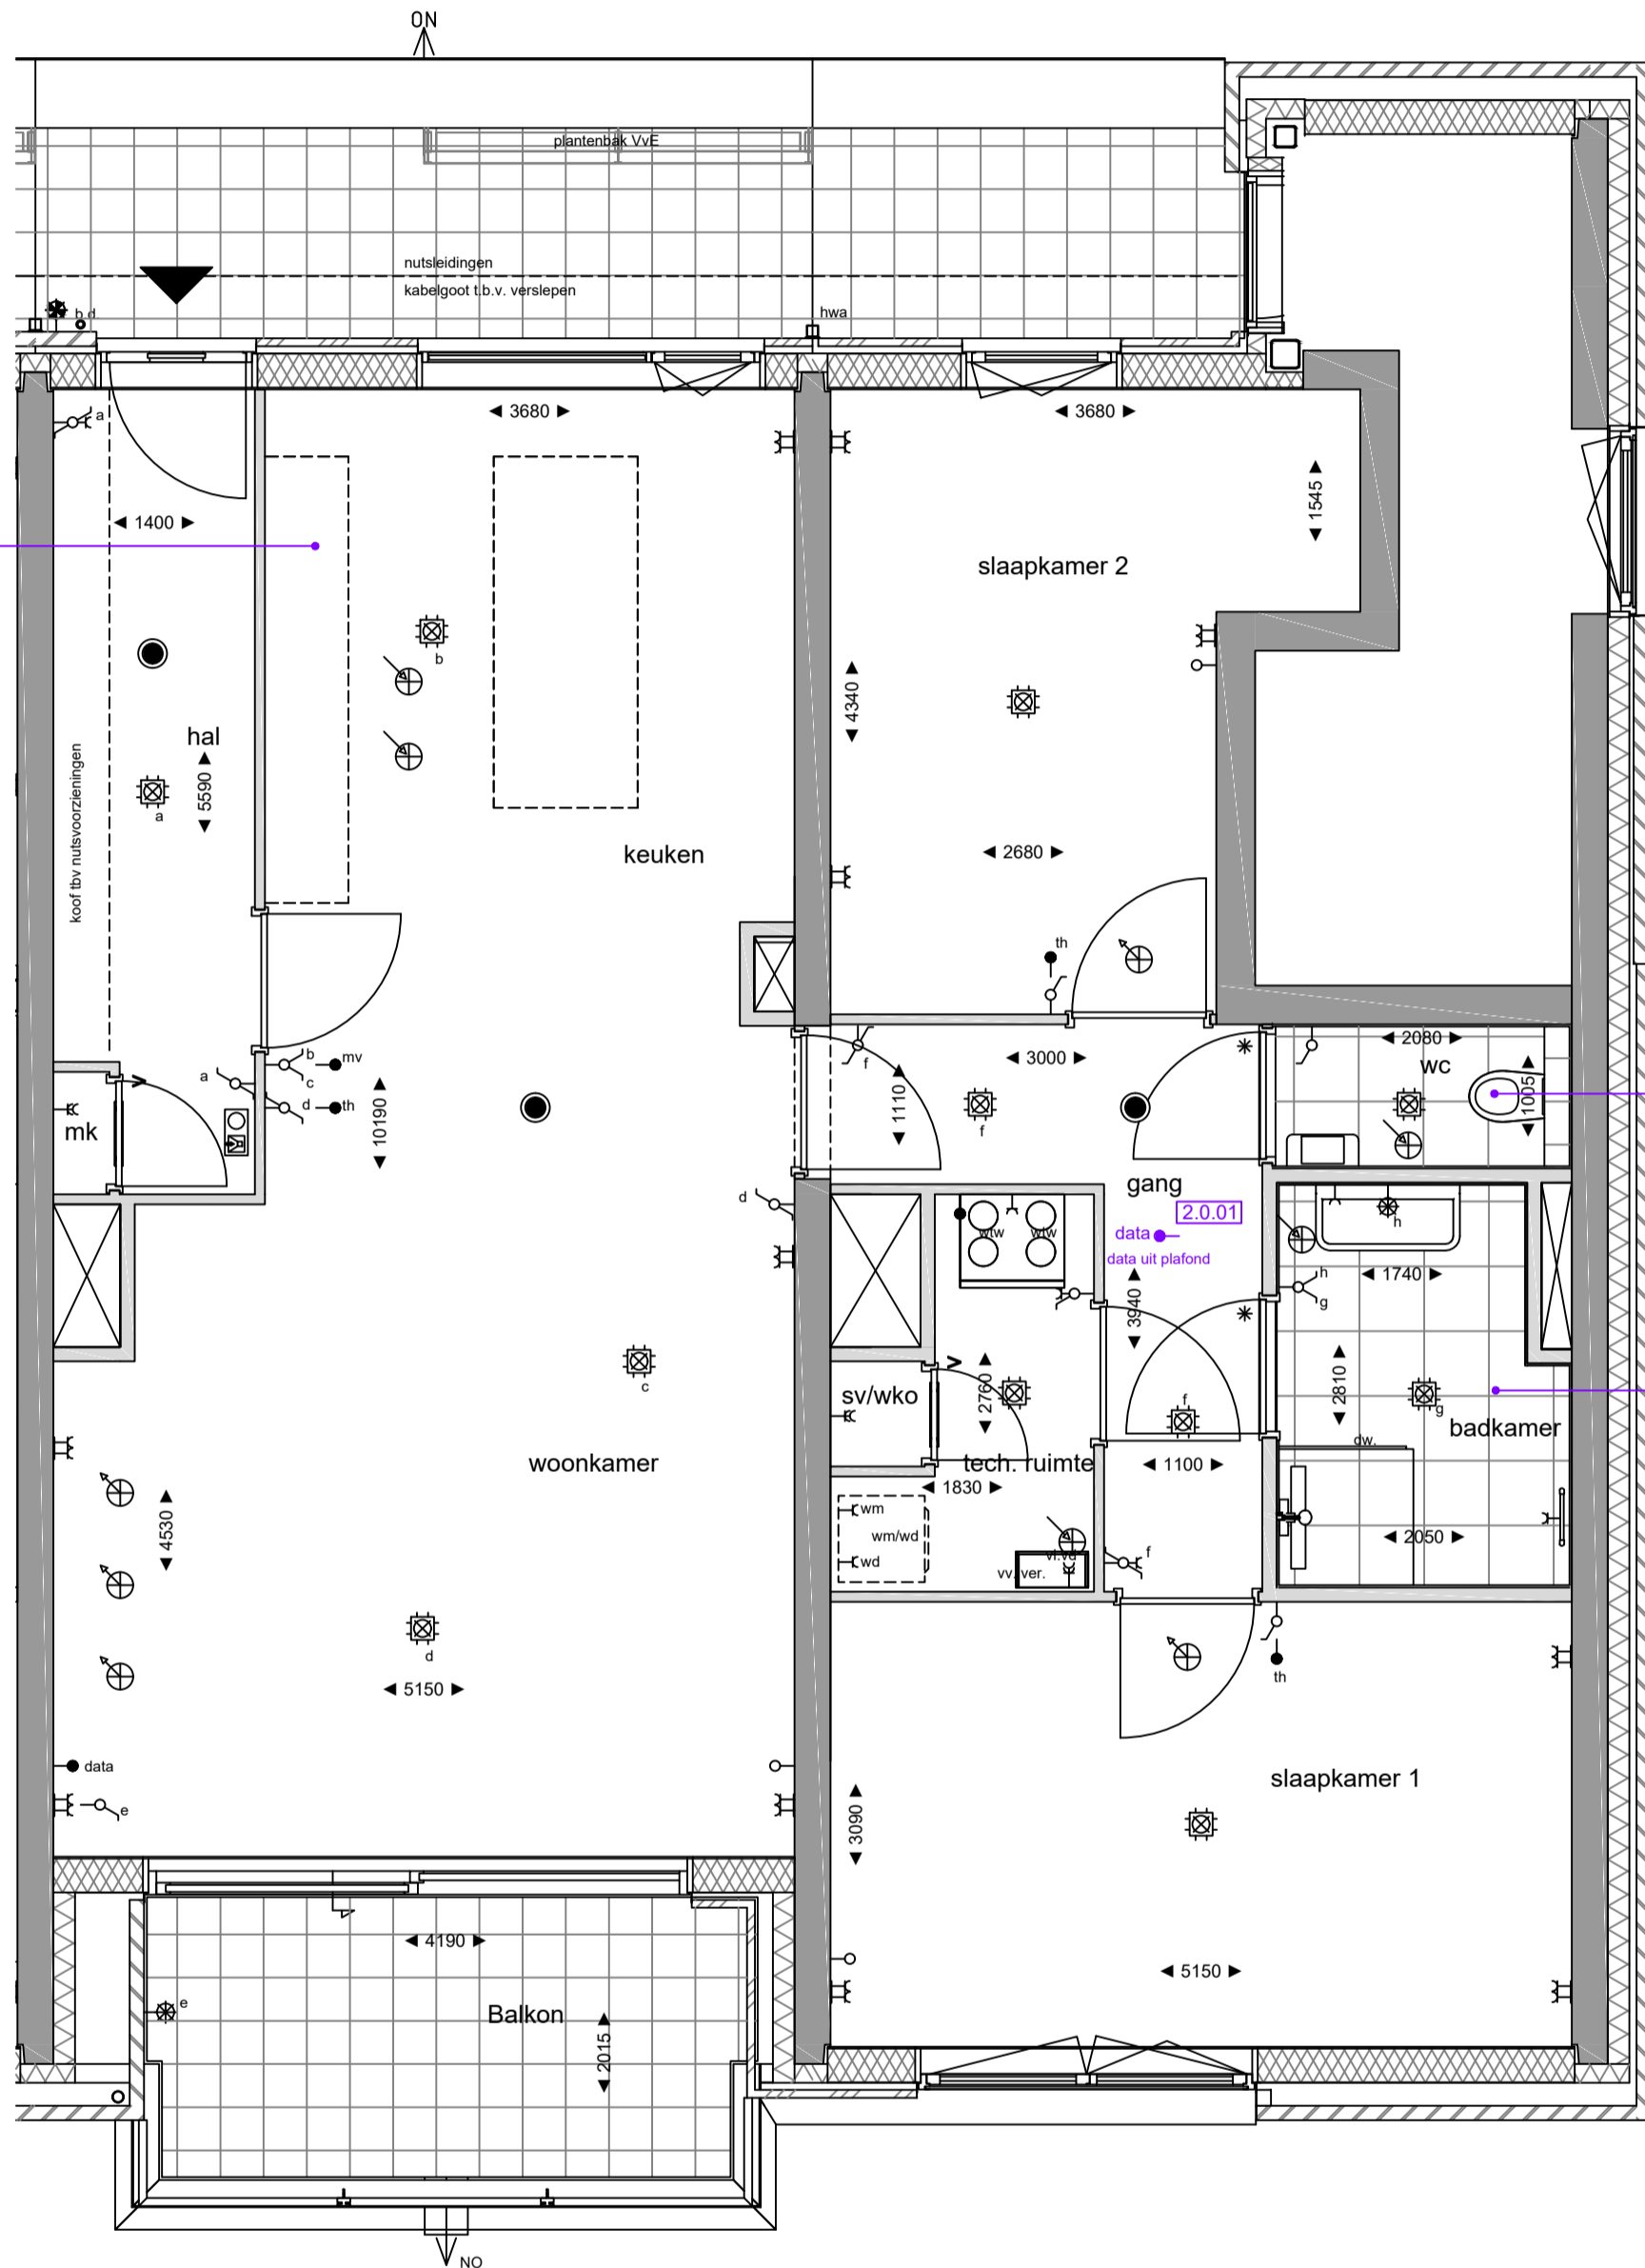 ON
plantenbak VvE
nutsleidingen
kabelgoot t.b.v. verslepen
b.d.
hwa
a
3680
3680
1400
1545
slaapkamer 2
b
4340
hal
5590
a
koof tbv nutsvoorzieningen
keuken
2680
th
b
mv
c
a
d
th
mk
10190
f
3000
1110
f
2080
wc
1005
gang
2.0.01
data
data uit plafond
d
wtw
wtw
h
h
g
1740
3940
c
sv/wko
2760
f
2810
g
badkamer
dw.
woonkamer
tech. ruimte
1100
1830
4530
wm
wm/wd
wd
vl.vd
vv. ver.
f
2050
d
5150
th
data
e
slaapkamer 1
3090
4190
5150
e
Balkon
2015
NO